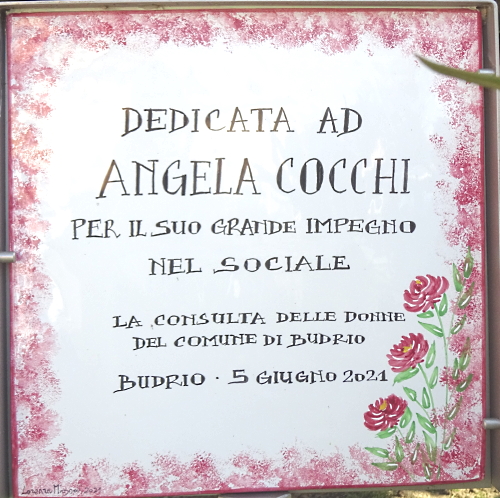 DEDICATA AD
ANGELA COCCHI
PER IL SUO GRANDE IMPEGNO
NEL SOCIALE
LA CONSULTA DELLE DONNE
DEL COMUNE DI BUDRIO
BUDRIO · 5 GIUGNO 2021